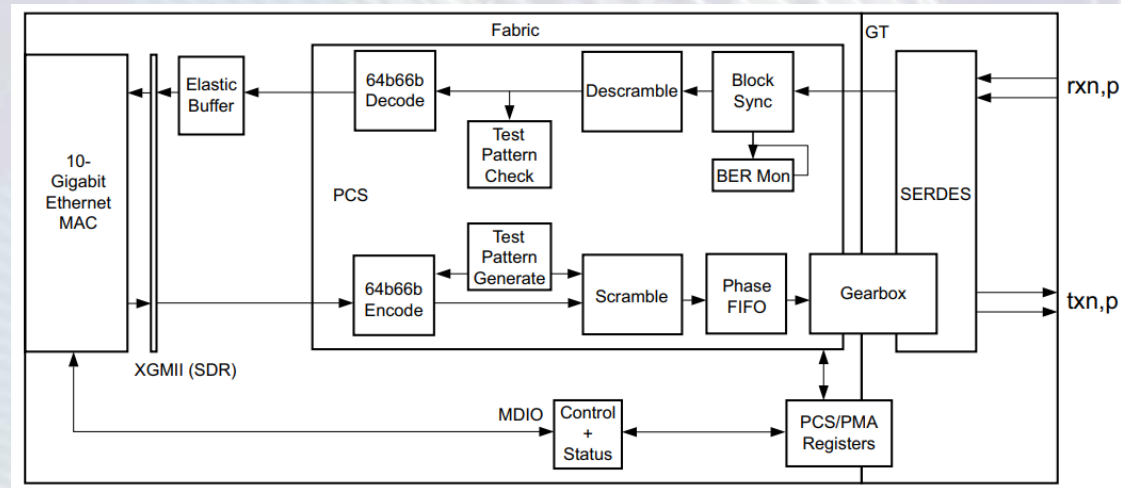 Fabric
GT
Elastic
Buffer
64b66b
Decode
Descramble
Block
Sync
rxn,p
Test
Pattern
Check
BER Mon
10-
Gigabit
Ethernet
MAC
PCS
SERDES
Test
Pattern
Generate
64b66b
Encode
Scramble
Phase
FIFO
Gearbox
txn,p
XGMII (SDR)
MDIO
Control
+
Status
PCS/PMA
Registers